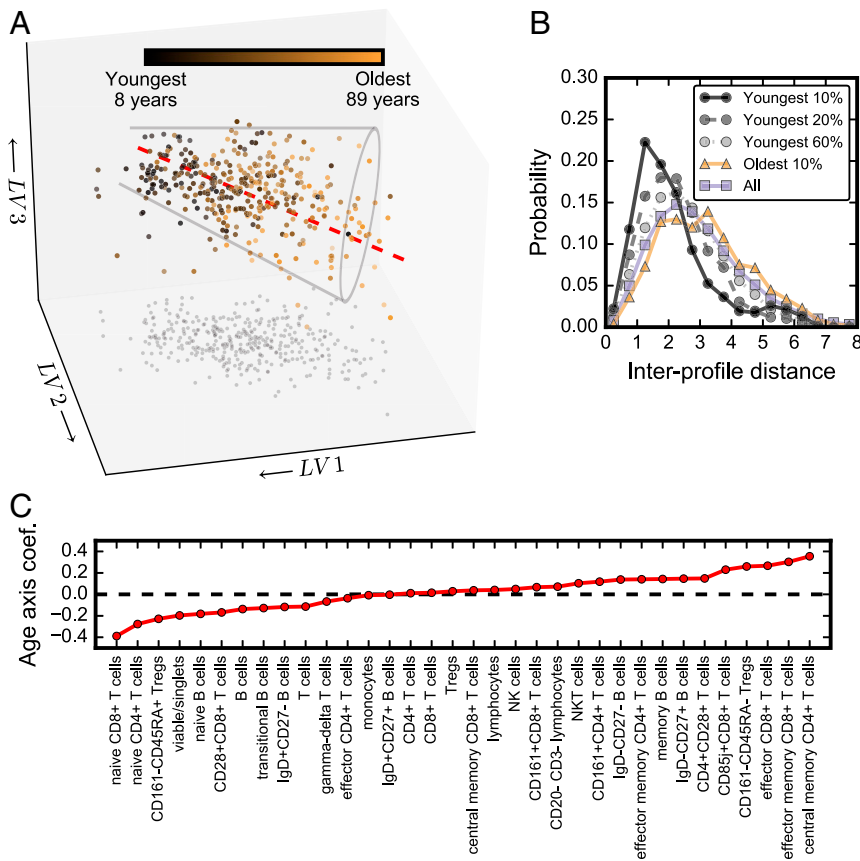 A
Youngest
8 years
Oldest
89 years
← LV 3
LV 2 →
← LV 1
B
Probability
0.30
0.25
0.20
0.15
0.10
0.05
0.00
Youngest 10%
Youngest 20%
Youngest 60%
Oldest 10%
All
0 1 2 3 4 5 6 7 8
Inter-profile distance
C
Age axis coef.
0.4
0.2
0.0
−0.2
−0.4
naive CD8+ T cells
naive CD4+ T cells
CD161-CD45RA+ Tregs
viable/singlets
naive B cells
CD28+CD8+ T cells
B cells
transitional B cells
IgD+CD27- B cells
T cells
gamma-delta T cells
effector CD4+ T cells
monocytes
IgD+CD27+ B cells
CD4+ T cells
CD8+ T cells
Tregs
central memory CD8+ T cells
lymphocytes
NK cells
CD161+CD8+ T cells
CD20- CD3- lymphocytes
NKT cells
CD161+CD4+ T cells
IgD-CD27- B cells
effector memory CD4+ T cells
memory B cells
IgD-CD27+ B cells
CD4+CD28+ T cells
CD85j+CD8+ T cells
CD161-CD45RA- Tregs
effector CD8+ T cells
effector memory CD8+ T cells
central memory CD4+ T cells